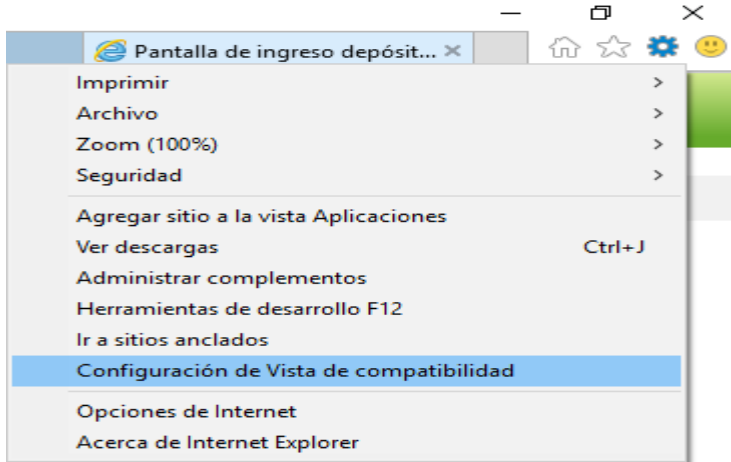 Pantalla de ingreso depósit...
Imprimir
Archivo
Zoom (100%)
Seguridad
Agregar sitio a la vista Aplicaciones
Ver descargas Ctrl+J
Administrar complementos
Herramientas de desarrollo F12
Ir a sitios anclados
Configuración de Vista de compatibilidad
Opciones de Internet
Acerca de Internet Explorer